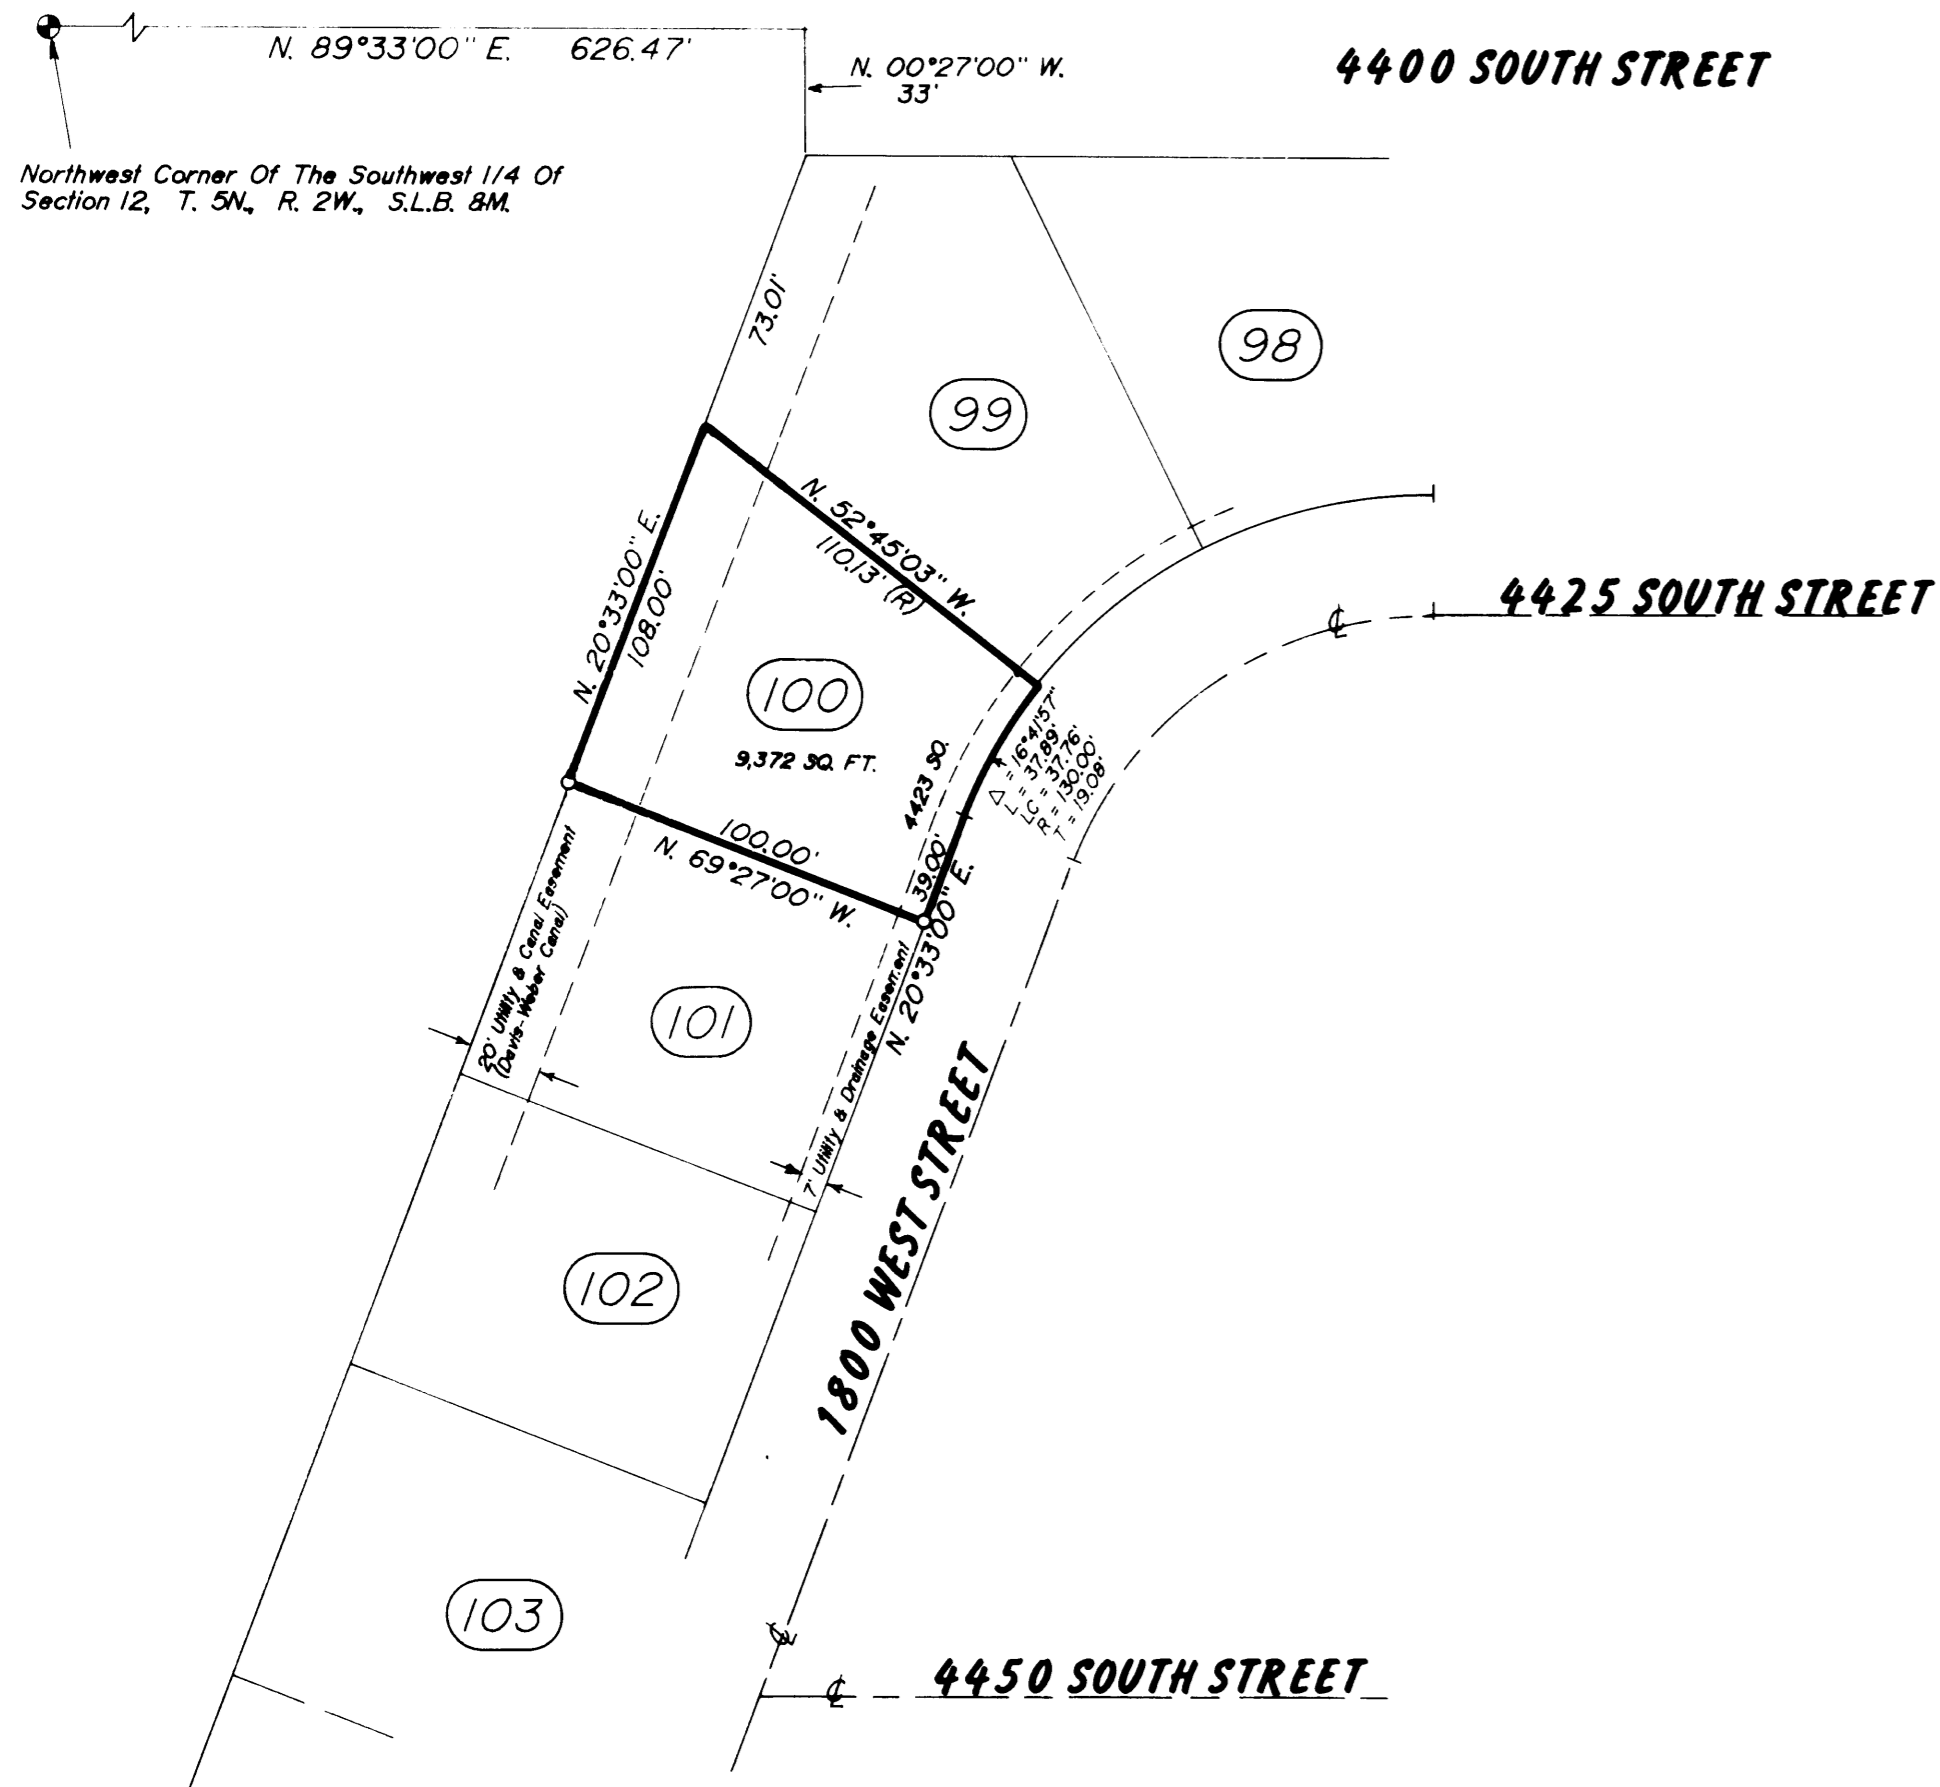 N. 89°33'00" E. 626.47'
N. 00°27'00" W.
33'
4400 SOUTH STREET
Northwest Corner Of The Southwest 1/4 Of
Section 12, T. 5N., R. 2W., S.L.B. &M.
73.01'
98
99
N. 52°45'03" W.
110.13' (R)
N. 20°33'00" E.
108.00'
4425 SOUTH STREET
℄
100
9,372 SQ. FT.
4423 SO.
Δ = 16°41'57"
L = 37.89'
LC = 37.76'
R = 130.00'
T = 19.08'
100.00'
N. 69°27'00" W.
39.00'
N. 20°33'00" E.
20' Utility & Canal Easement
(Davis-Weber Canal)
101
7' Utility & Drainage Easement
1800 WEST STREET
102
103
℄
℄
4450 SOUTH STREET